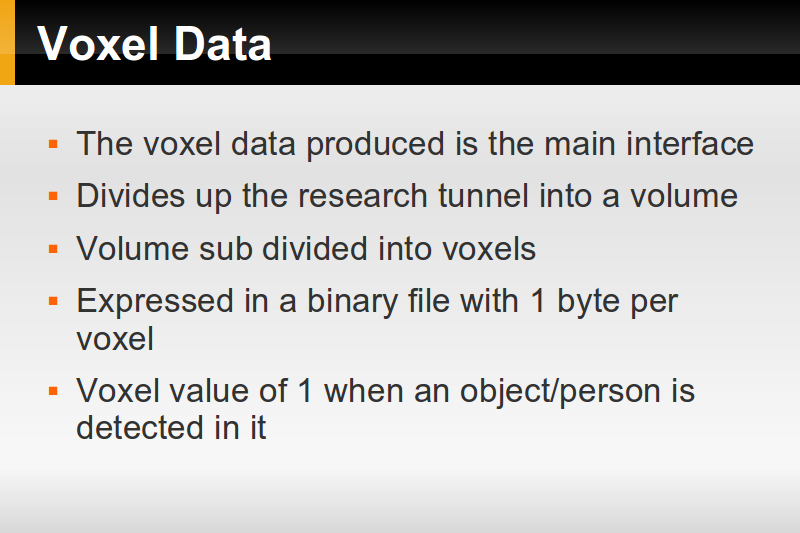 Voxel Data
The voxel data produced is the main interface
Divides up the research tunnel into a volume
Volume sub divided into voxels
Expressed in a binary file with 1 byte per
voxel
Voxel value of 1 when an object/person is
detected in it